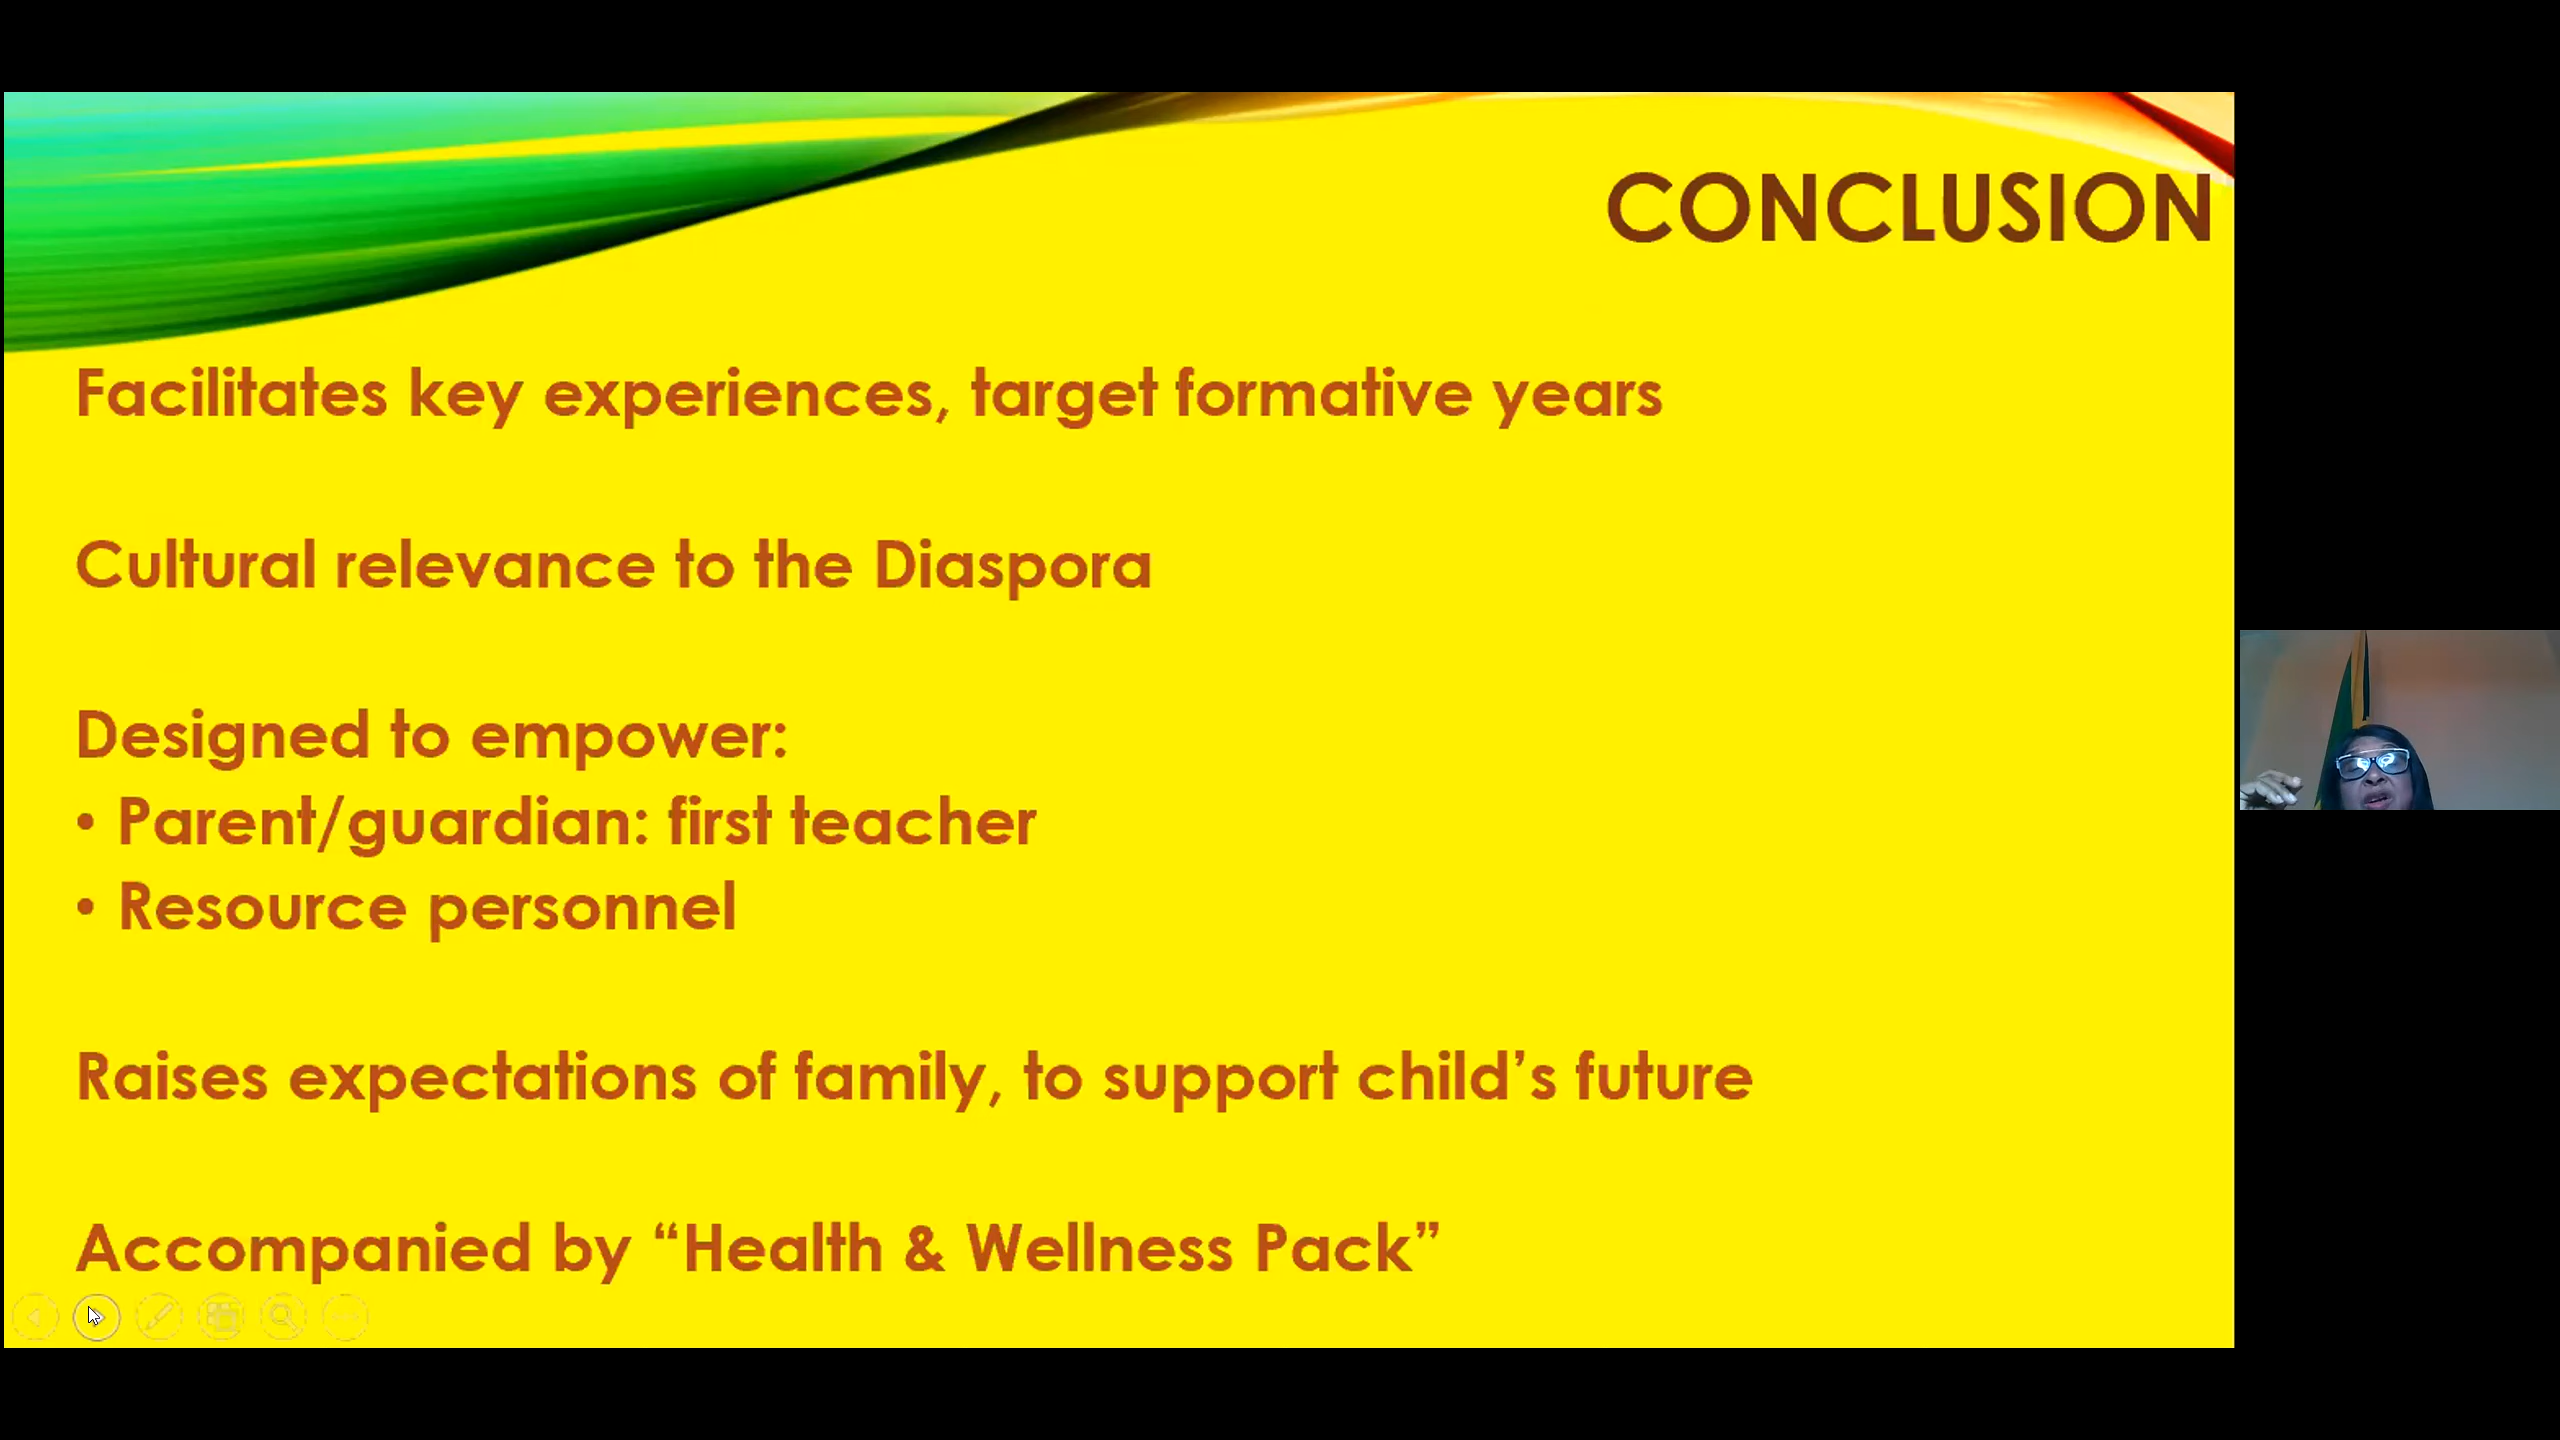 CONCLUSION
Facilitates key experiences, target formative years
Cultural relevance to the Diaspora
Designed to empower:
• Parent/guardian: first teacher
• Resource personnel
Raises expectations of family, to support child’s future
Accompanied by “Health & Wellness Pack”